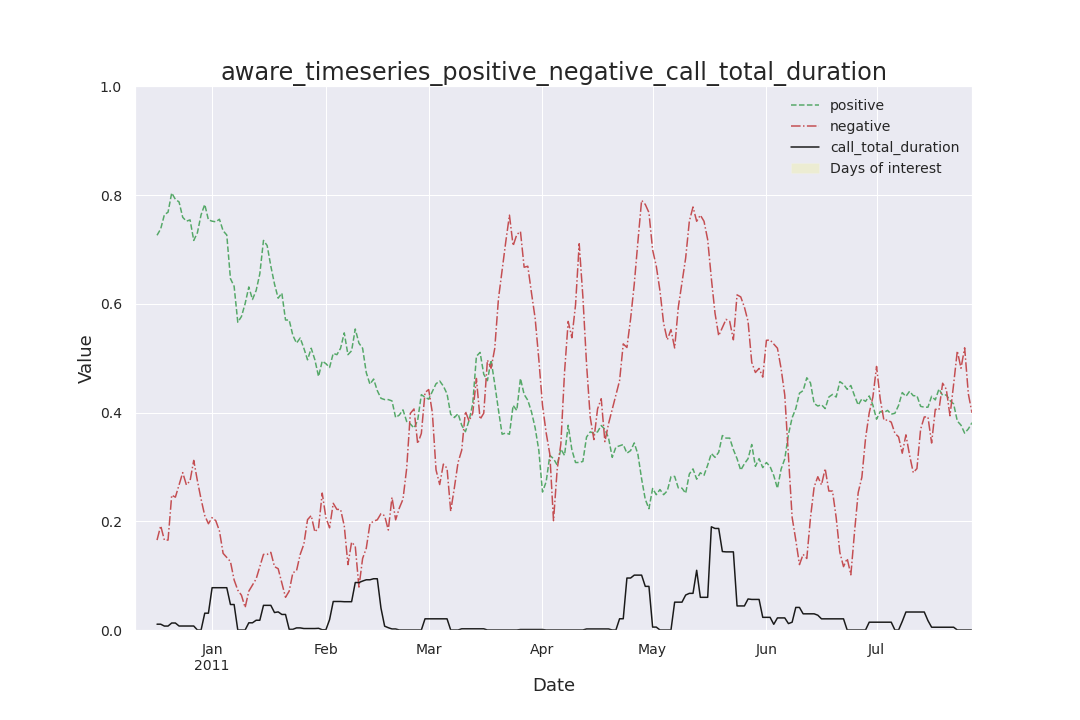 aware_timeseries_positive_negative_call_total_duration
1.0
0.8
0.6
0.4
0.2
0.0
Value
positive
negative
call_total_duration
Days of interest
Jan Feb Mar Apr May Jun Jul
2011
Date